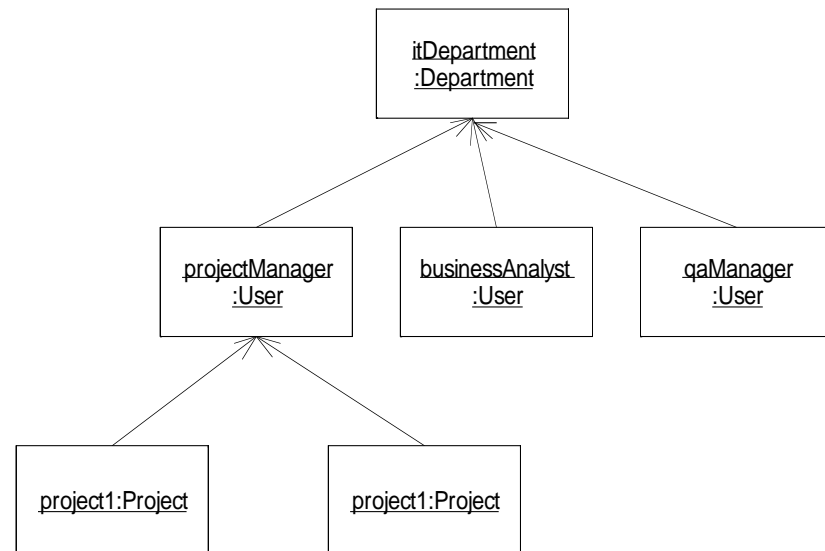 itDepartment
:Department
projectManager
:User
businessAnalyst
:User
qaManager
:User
project1:Project
project1:Project